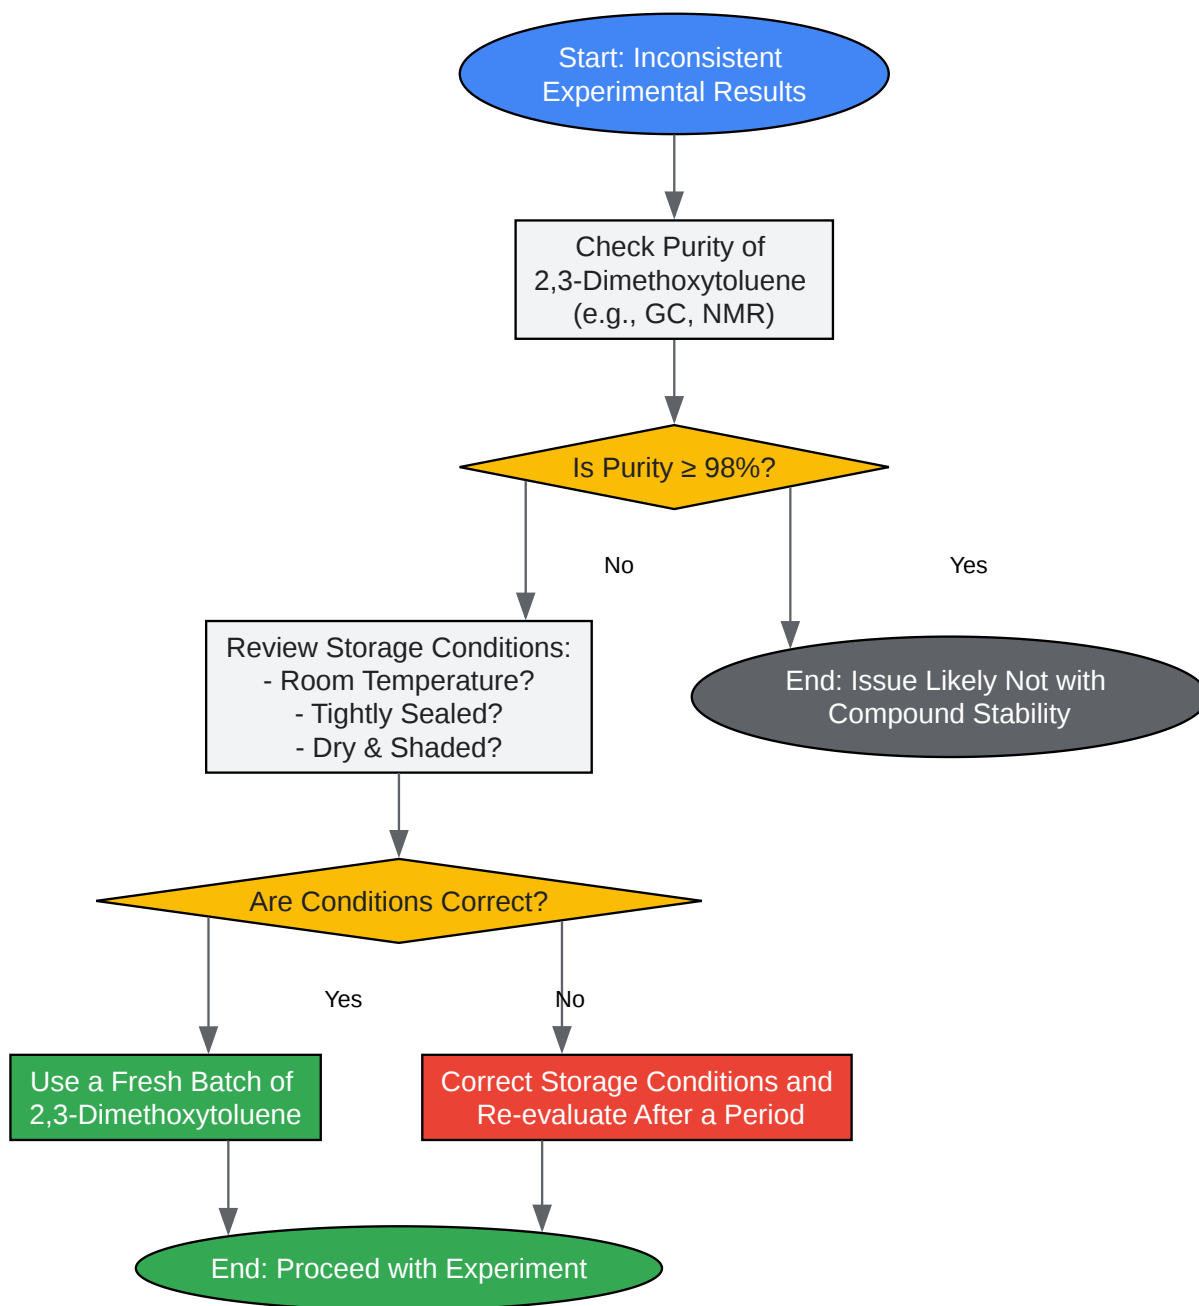 Start: Inconsistent
Experimental Results
Check Purity of
2,3-Dimethoxytoluene
(e.g., GC, NMR)
Is Purity ≥ 98%?
No
Yes
Review Storage Conditions:
- Room Temperature?
- Tightly Sealed?
- Dry & Shaded?
End: Issue Likely Not with
Compound Stability
Are Conditions Correct?
Yes
No
Use a Fresh Batch of
2,3-Dimethoxytoluene
Correct Storage Conditions and
Re-evaluate After a Period
End: Proceed with Experiment